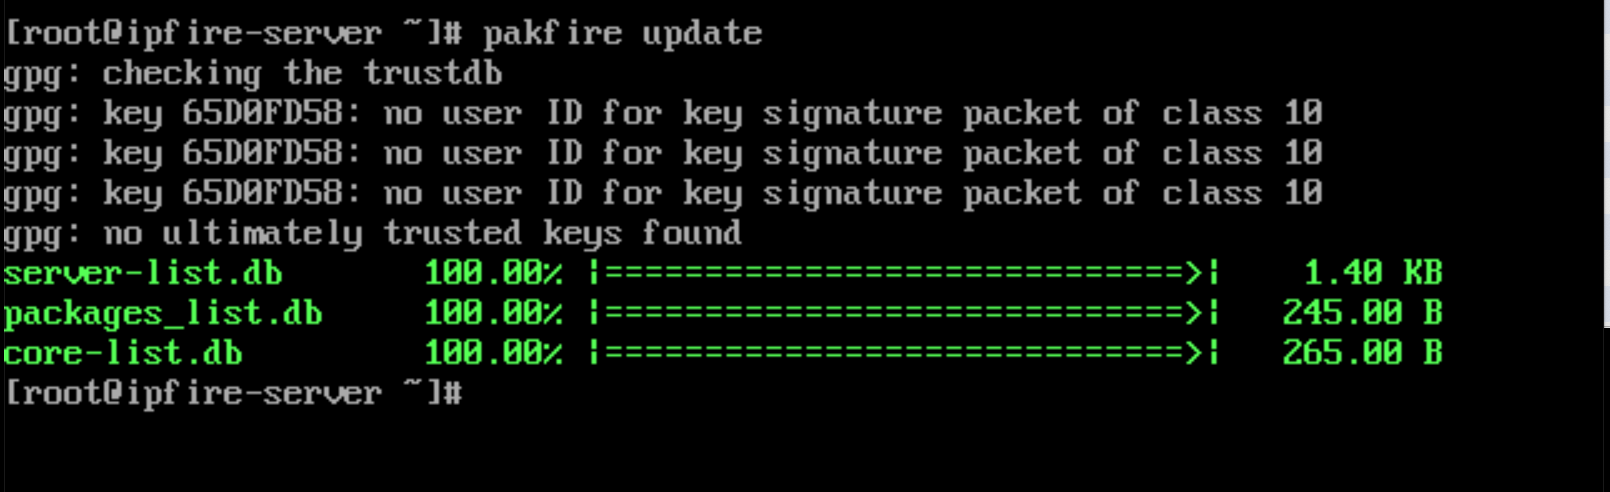 [root@ipfire-server ~]# pakfire update
gpg: checking the trustdb
gpg: key 65D0FD58: no user ID for key signature packet of class 10
gpg: key 65D0FD58: no user ID for key signature packet of class 10
gpg: key 65D0FD58: no user ID for key signature packet of class 10
gpg: no ultimately trusted keys found
server-list.db       100.00% |=============================>|    1.40 KB
packages_list.db     100.00% |=============================>|   245.00 B
core-list.db         100.00% |=============================>|   265.00 B
[root@ipfire-server ~]#